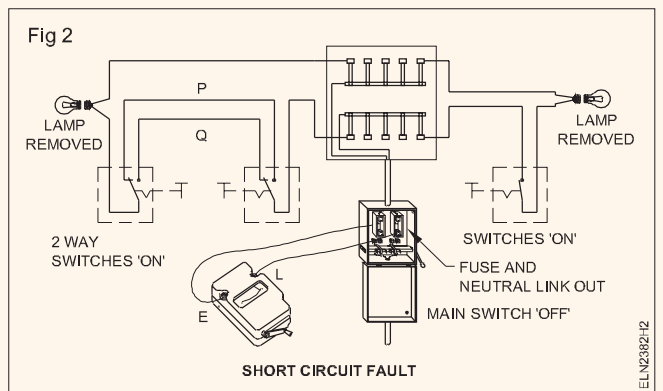 Fig 2
P
LAMP
REMOVED
Q
LAMP
REMOVED
2 WAY
SWITCHES 'ON'
SWITCHES 'ON'
L
FUSE AND
NEUTRAL LINK OUT
E
MAIN SWITCH 'OFF'
SHORT CIRCUIT FAULT
ELN2382H2